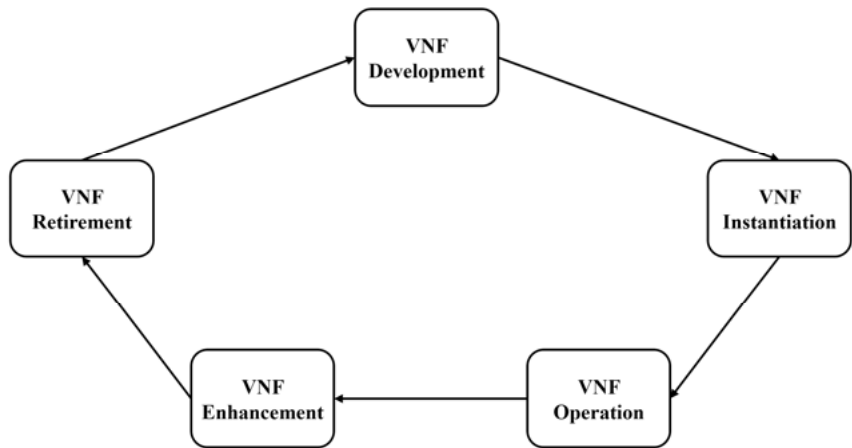 VNF
Development
VNF
Retirement
VNF
Instantiation
VNF
Enhancement
VNF
Operation